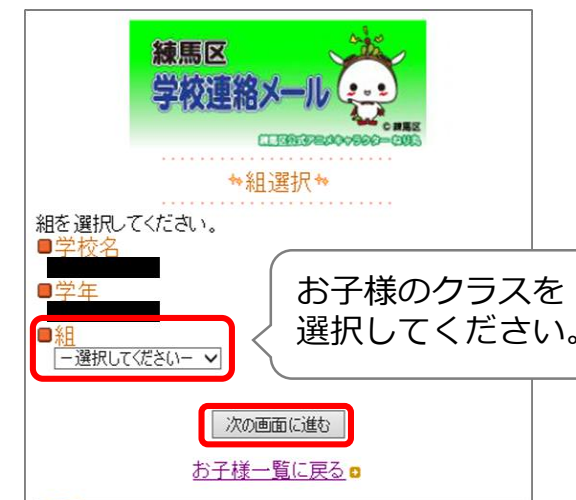 練馬区
学校連絡メール
©練馬区
練馬区公式アニメキャラクター ねり丸
組選択
組を選択してください。
学校名
学年
組
－選択してください－
お子様のクラスを
選択してください。
次の画面に進む
お子様一覧に戻る